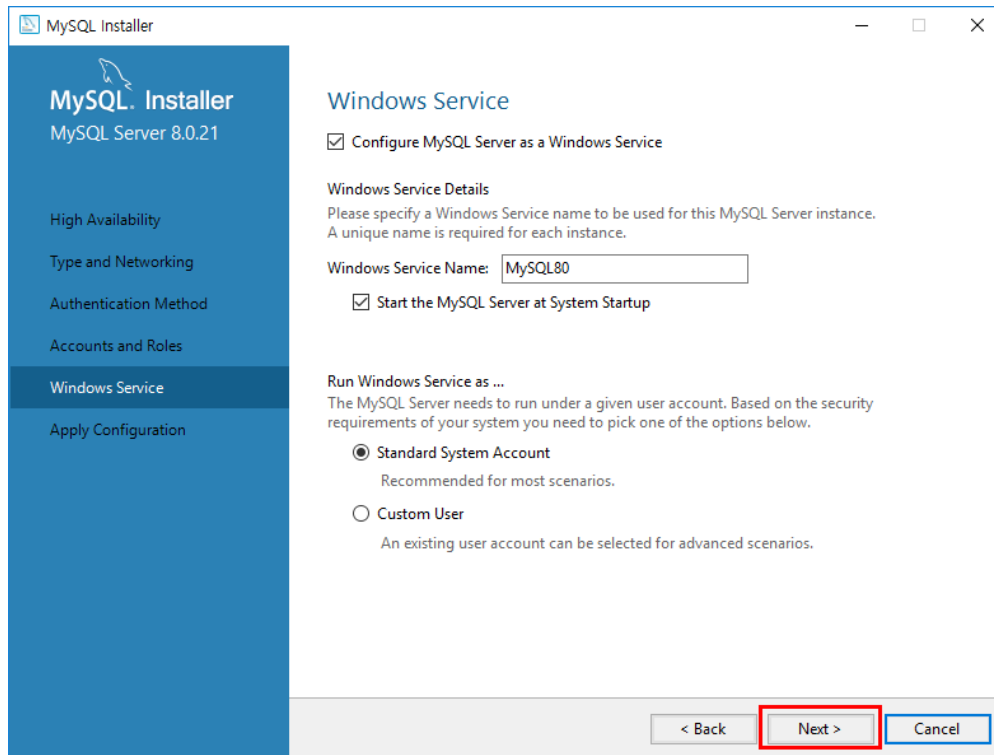 MySQL Installer
MySQL. Installer
MySQL Server 8.0.21
High Availability
Type and Networking
Authentication Method
Accounts and Roles
Windows Service
Apply Configuration
Windows Service
Configure MySQL Server as a Windows Service
Windows Service Details
Please specify a Windows Service name to be used for this MySQL Server instance.
A unique name is required for each instance.
Windows Service Name: MySQL80
Start the MySQL Server at System Startup
Run Windows Service as ...
The MySQL Server needs to run under a given user account. Based on the security
requirements of your system you need to pick one of the options below.
Standard System Account
Recommended for most scenarios.
Custom User
An existing user account can be selected for advanced scenarios.
< Back Next > Cancel